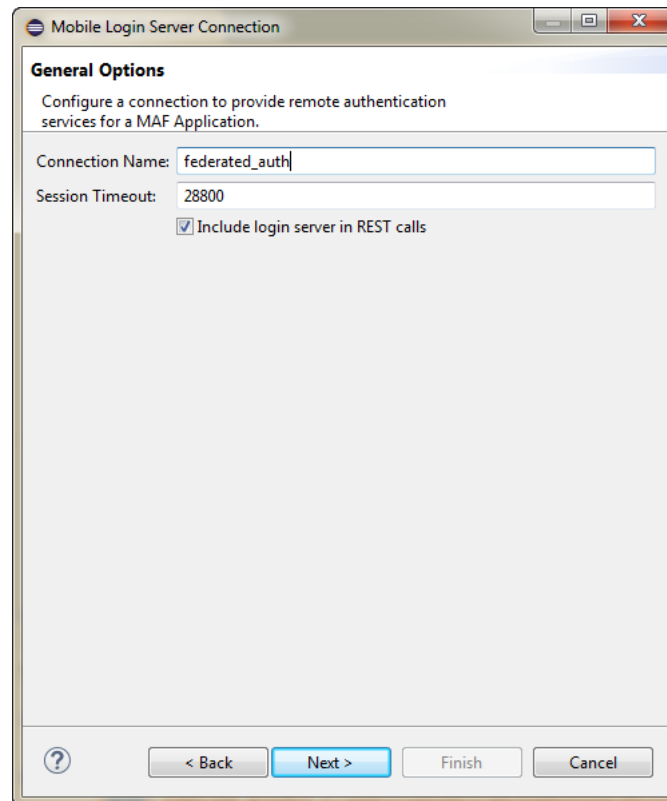 Mobile Login Server Connection
General Options
Configure a connection to provide remote authentication
services for a MAF Application.
Connection Name: federated_auth
Session Timeout: 28800
Include login server in REST calls
? < Back Next > Finish Cancel